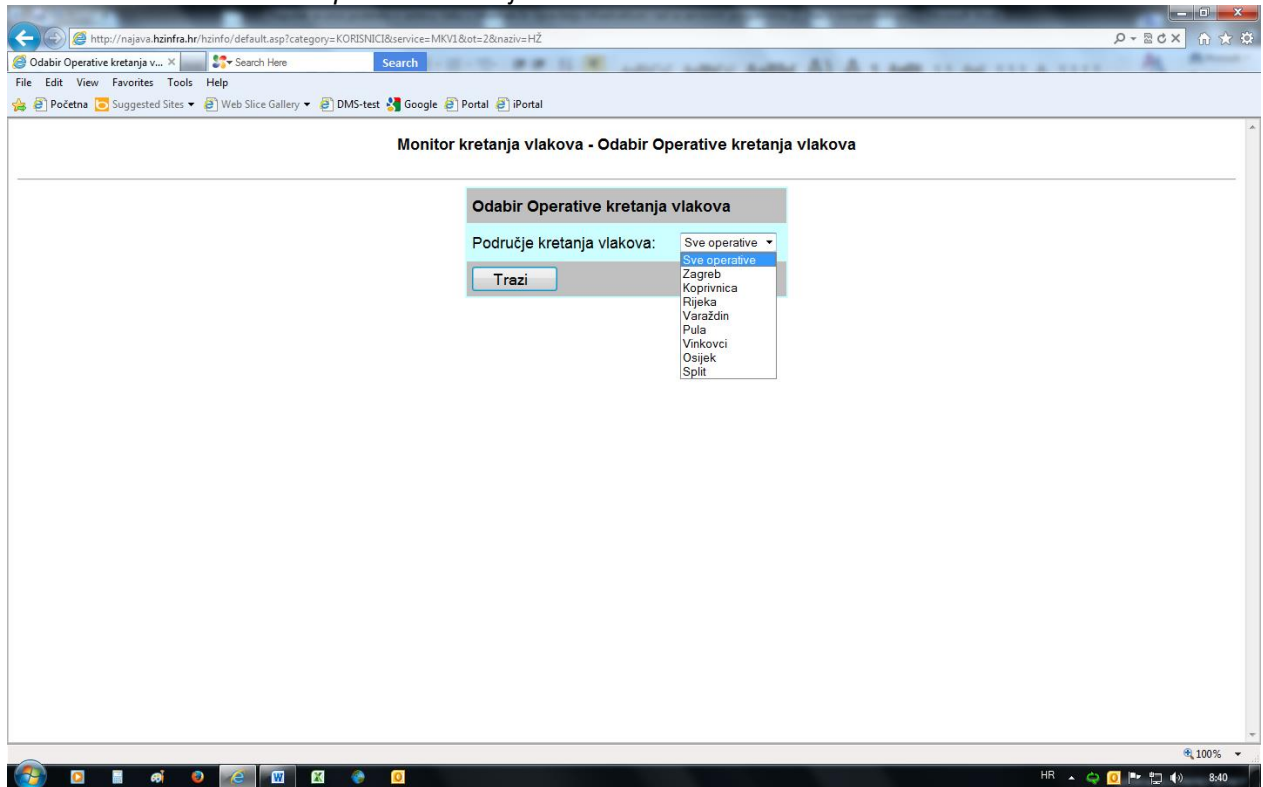 http://najava.hzinfra.hr/hzinfo/default.asp?category=KORISNICI&service=MKV1&ot=2&naziv=HŽ
Odabir Operative kretanja v...
Search Here
Search
File Edit View Favorites Tools Help
Početna Suggested Sites Web Slice Gallery DMS-test Google Portal iPortal
Monitor kretanja vlakova - Odabir Operative kretanja vlakova
Odabir Operative kretanja vlakova
Područje kretanja vlakova: Sve operative
Sve operative
Trazi
Zagreb
Koprivnica
Rijeka
Varaždin
Pula
Vinkovci
Osijek
Split
100%
HR 8:40